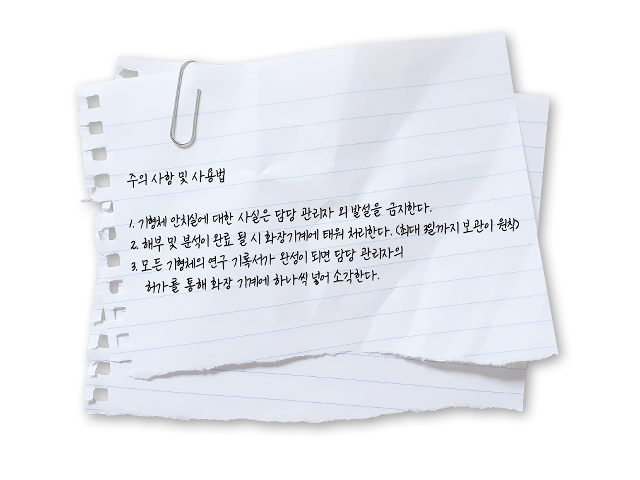 주의 사항 및 사용법
1. 기형체 안치실에 대한 사실은 담당 관리자 외 발설을 금지한다.
2. 해부 및 분석이 완료 될 시 화장기계에 태워 처리한다. (최대 3일까지 보관이 원칙)
3. 모든 기형체의 연구 기록서가 완성이 되면 담당 관리자의
허가를 통해 화장 기계에 하나씩 넣어 소각한다.